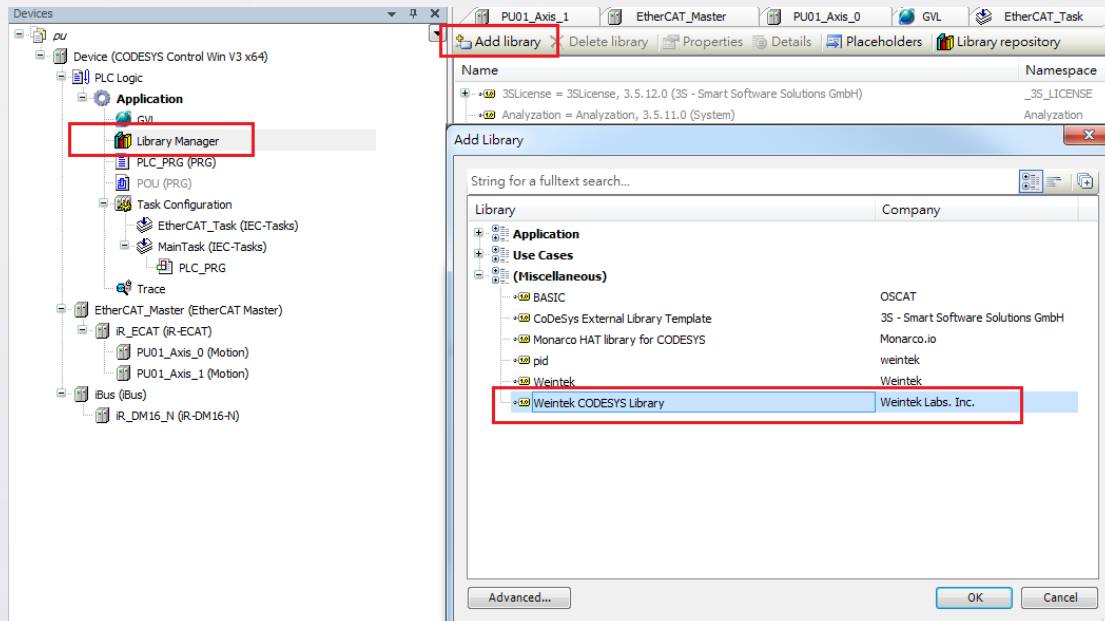 Devices
pu
Device (CODESYS Control Win V3 x64)
PLC Logic
Application
GVL
Library Manager
PLC_PRG (PRG)
POU (PRG)
Task Configuration
EtherCAT_Task (IEC-Tasks)
MainTask (IEC-Tasks)
PLC_PRG
Trace
EtherCAT_Master (EtherCAT Master)
iR_ECAT (iR-ECAT)
PU01_Axis_0 (Motion)
PU01_Axis_1 (Motion)
iBus (iBus)
iR_DM16_N (iR-DM16-N)
PU01_Axis_1 EtherCAT_Master PU01_Axis_0 GVL EtherCAT_Task
Add library Delete library Properties Details Placeholders Library repository
Name Namespace
3SLicense = 3SLicense, 3.5.12.0 (3S - Smart Software Solutions GmbH) _3S_LICENSE
Analyzation = Analyzation, 3.5.11.0 (System) Analyzation
Add Library
String for a fulltext search...
Library Company
Application
Use Cases
(Miscellaneous)
BASIC OSCAT
CoDeSys External Library Template 3S - Smart Software Solutions GmbH
Monarco HAT library for CODESYS Monarco.io
pid weintek
Weintek Weintek
Weintek CODESYS Library Weintek Labs. Inc.
Advanced... OK Cancel